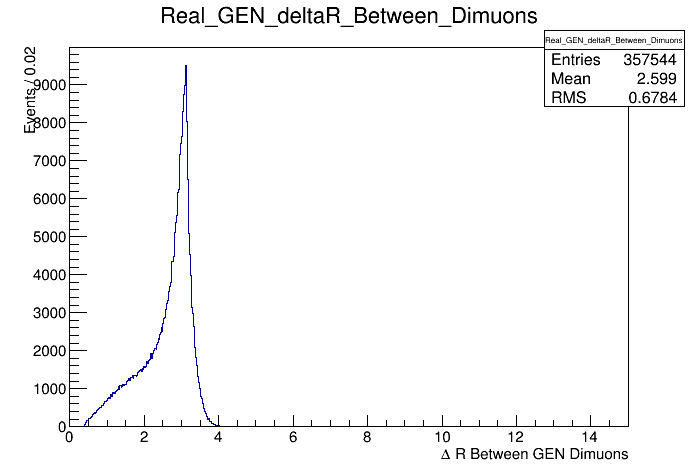 Real_GEN_deltaR_Between_Dimuons
Real_GEN_deltaR_Between_Dimuons
Entries 357544
Mean 2.599
RMS 0.6784
Events / 0.02
9000
8000
7000
6000
5000
4000
3000
2000
1000
0
0 2 4 6 8 10 12 14
Δ R Between GEN Dimuons